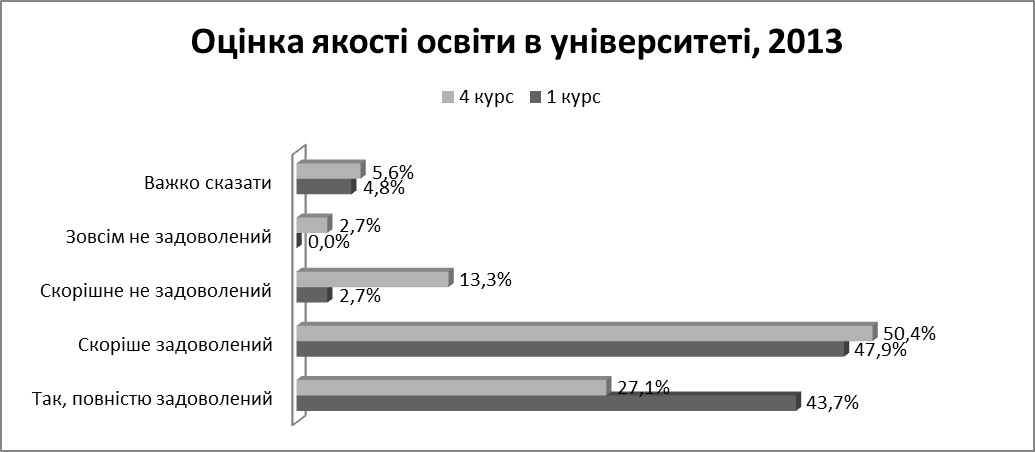 Оцінка якості освіти в університеті, 2013
4 курс 1 курс
Важко сказати
5,6%
4,8%
Зовсім не задоволений
2,7%
0,0%
Скорішне не задоволений
13,3%
2,7%
Скоріше задоволений
50,4%
47,9%
Так, повністю задоволений
27,1%
43,7%